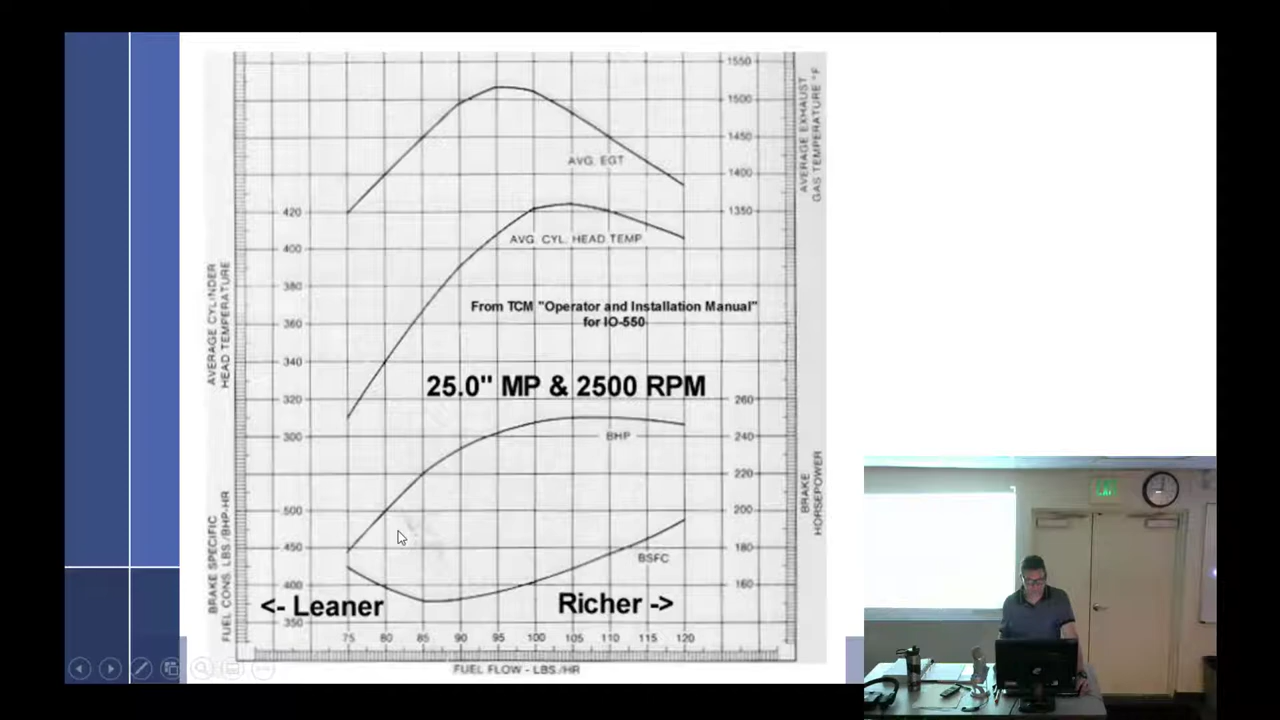 1550
1500
1450
1400
1350
AVERAGE EXHAUST
GAS TEMPERATURE °F
AVG. EGT
420
400
380
360
340
320
300
AVERAGE CYLINDER
HEAD TEMPERATURE
AVG. CYL. HEAD TEMP
From TCM "Operator and Installation Manual"
for IO-550
25.0" MP & 2500 RPM
260
240
220
200
180
160
BRAKE
HORSEPOWER
BHP
500
450
400
350
BRAKE SPECIFIC
FUEL CONS. LBS./BHP-HR
BSFC
<- Leaner
Richer ->
75 80 85 90 95 100 105 110 115 120
FUEL FLOW - LBS./HR
EXIT